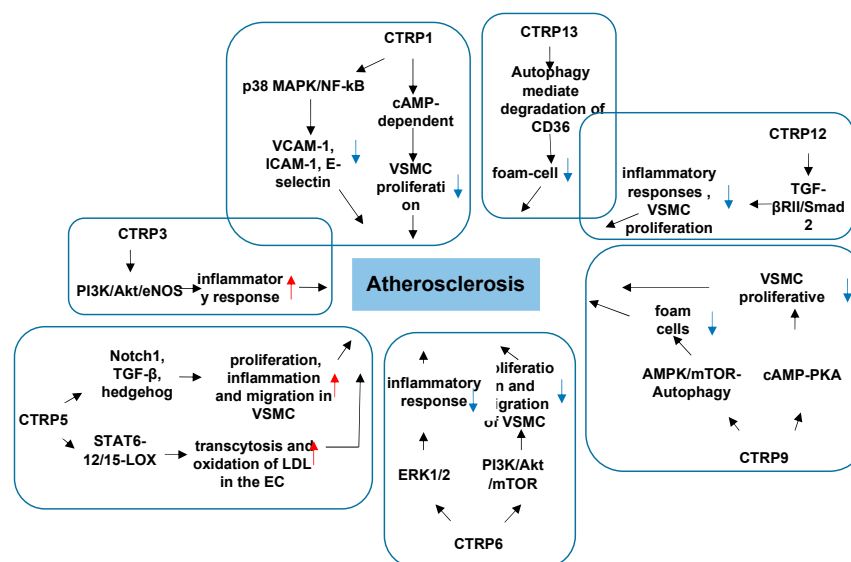 CTRP1
p38 MAPK/NF-kB
cAMP-
dependent
VCAM-1,
ICAM-1, E-
selectin
VSMC
proliferati
on
CTRP13
Autophagy
mediate
degradation of
CD36
foam-cell
CTRP12
TGF-
βRII/Smad
2
inflammatory
responses ,
VSMC
proliferation
CTRP3
PI3K/Akt/eNOS
inflammator
y response
Atherosclerosis
VSMC
proliferative
foam
cells
AMPK/mTOR-
Autophagy
cAMP-PKA
CTRP9
Notch1,
TGF-β,
hedgehog
proliferation,
inflammation
and migration in
VSMC
CTRP5
STAT6-
12/15-LOX
transcytosis and
oxidation of LDL
in the EC
inflammatory
response
oliferatio
n and
igration
of VSMC
ERK1/2
PI3K/Akt
/mTOR
CTRP6